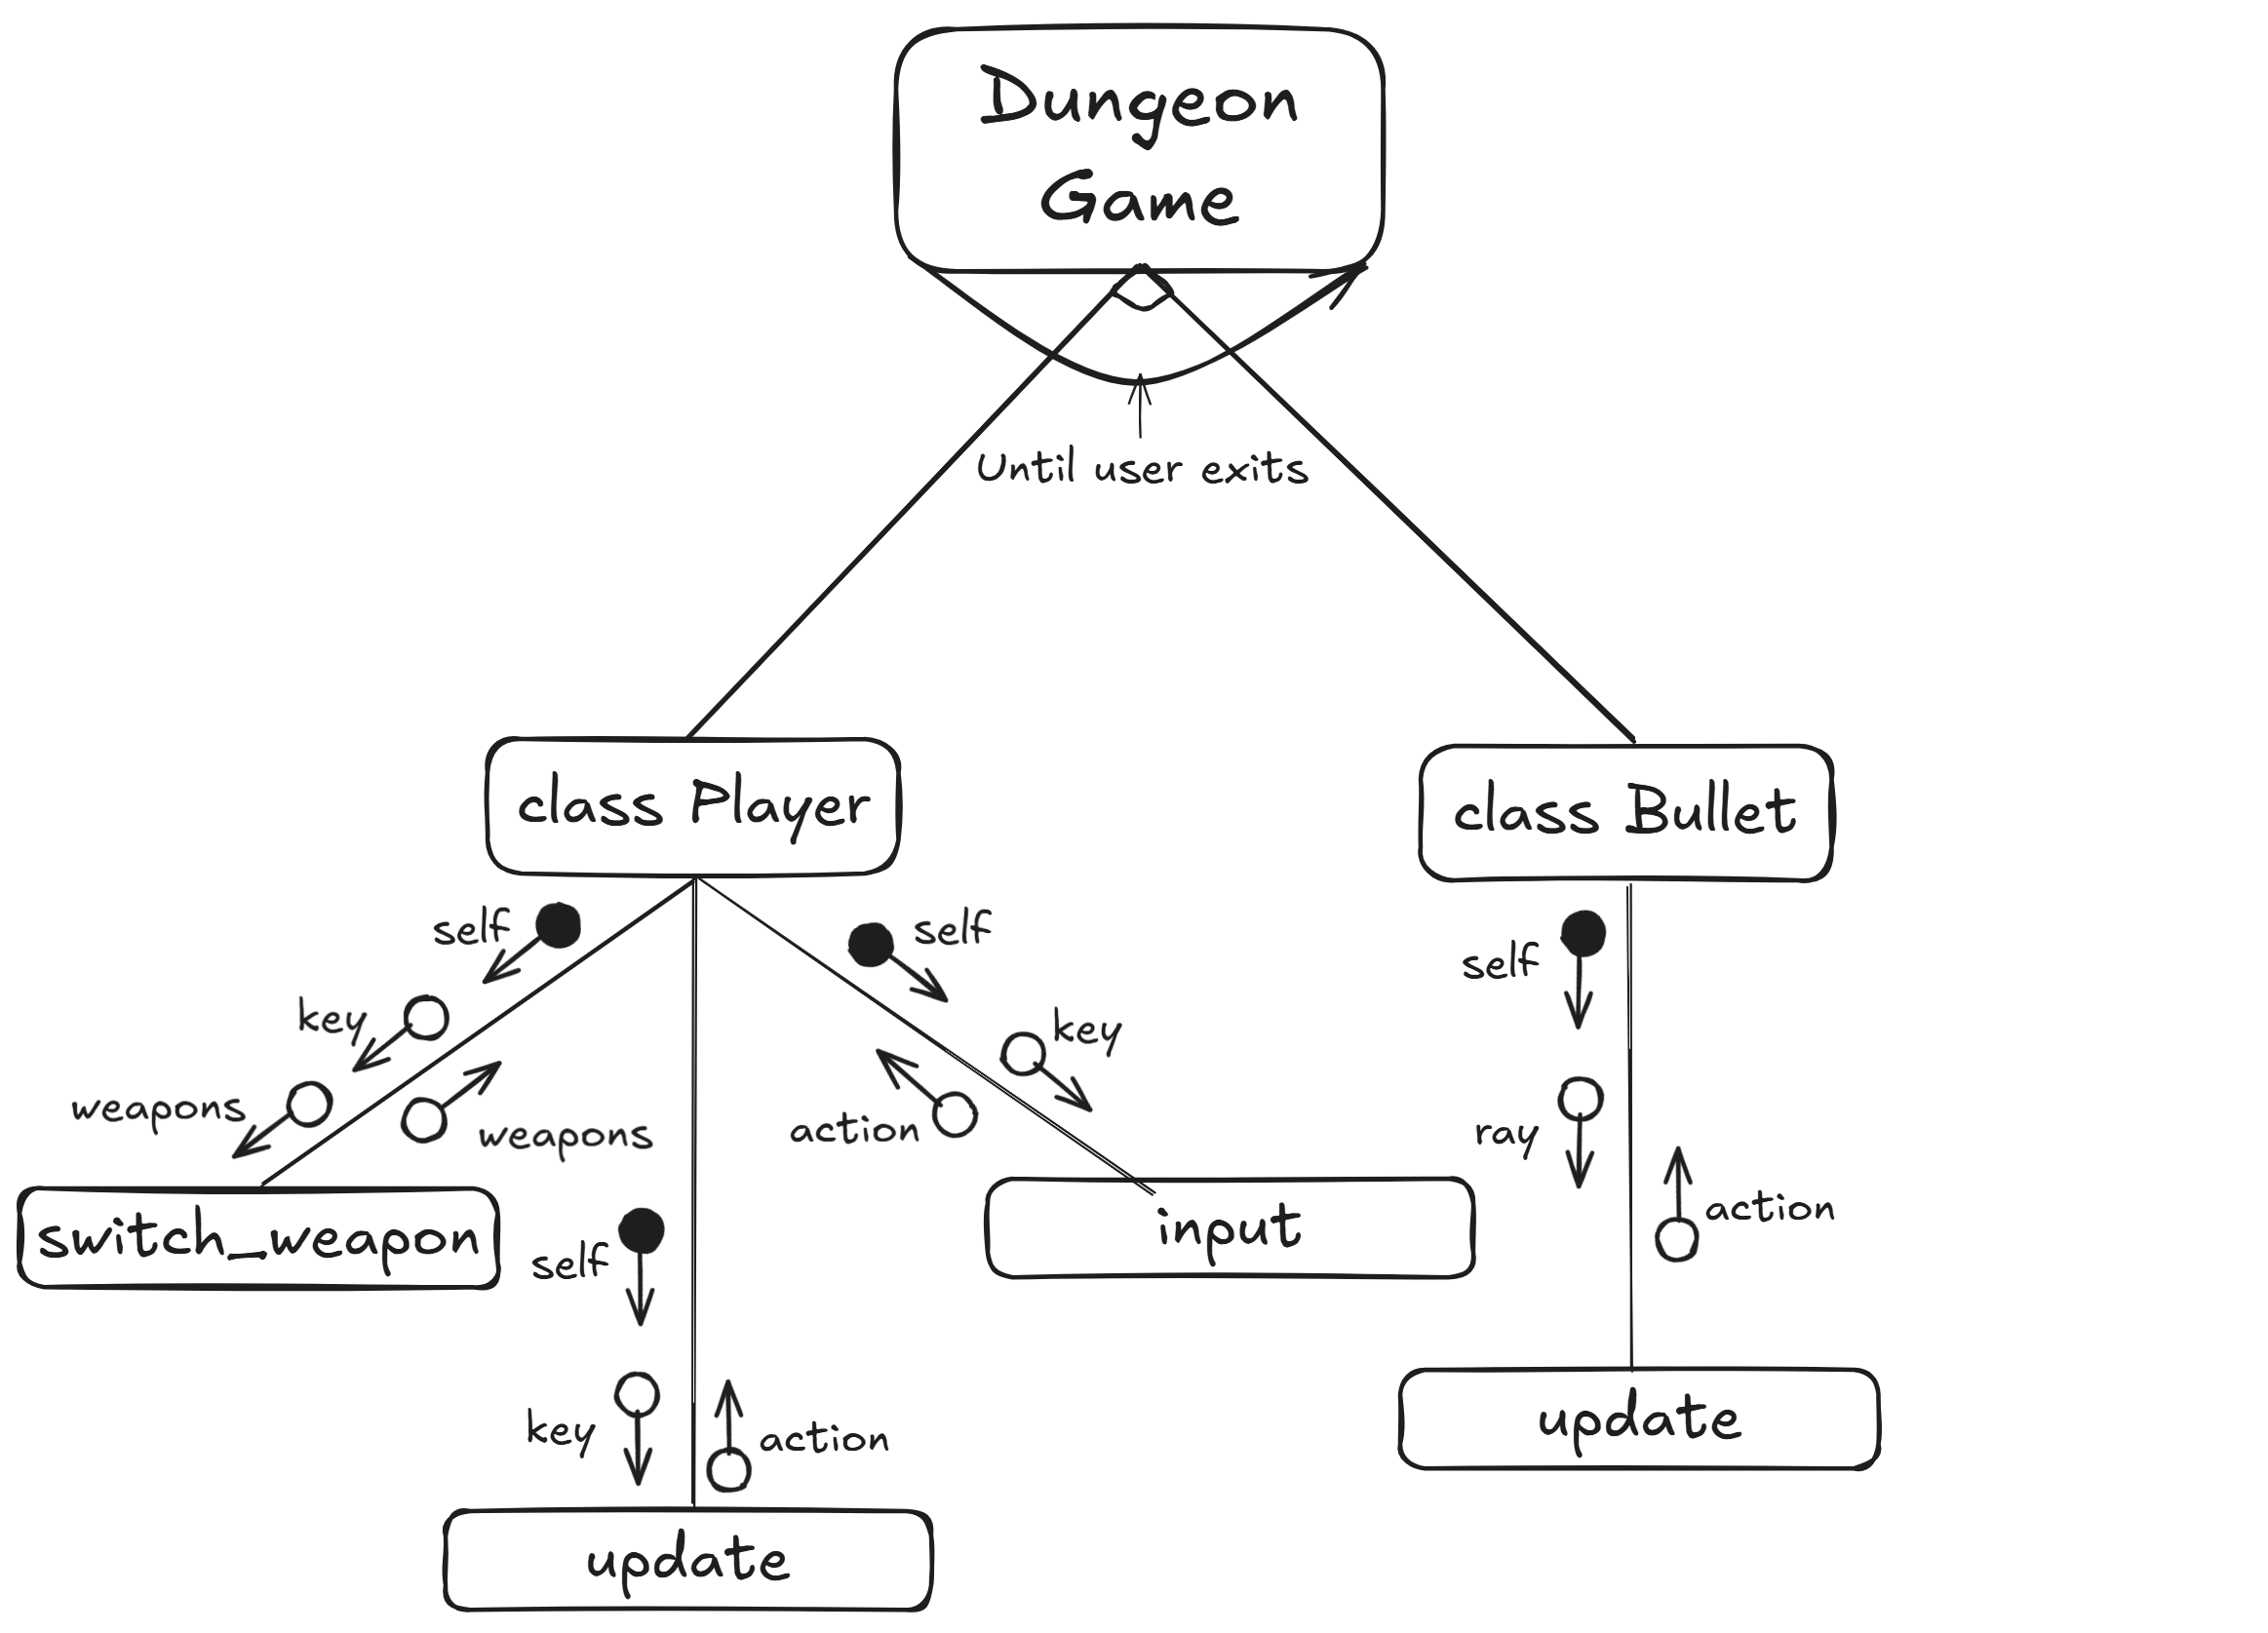 Dungeon
Game
Until user exits
class Player
class Bullet
self
self
self
key
key
weapons
weapons
action
ray
action
switch_weapon
input
self
key
action
update
update